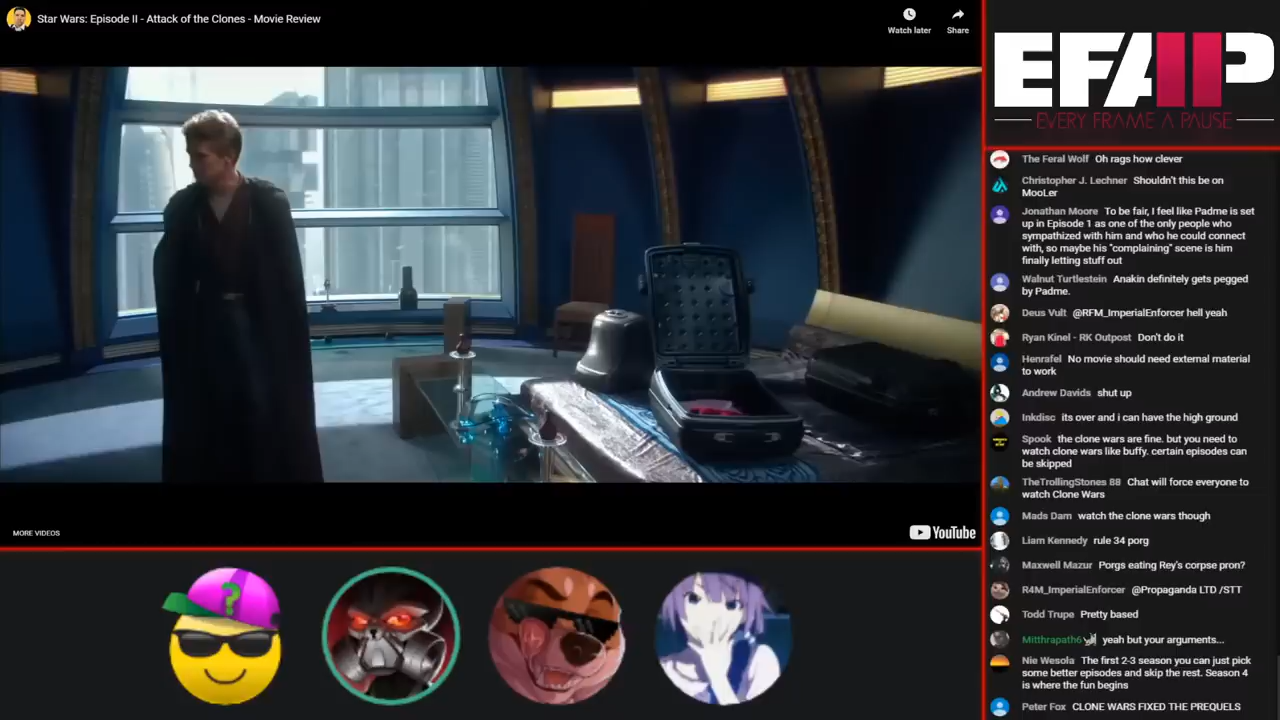 Star Wars: Episode II - Attack of the Clones - Movie Review
Watch later
Share
MORE VIDEOS
YouTube
EFAP
EVERY FRAME A PAUSE
The Feral Wolf Oh rags how clever
Christopher J. Lechner Shouldn't this be on
MooLer
Jonathan Moore To be fair, I feel like Padme is set
up in Episode 1 as one of the only people who
sympathized with him and who he could connect
with, so maybe his "complaining" scene is him
finally letting stuff out
Walnut Turtlestein Anakin definitely gets pegged
by Padme.
Deus Vult @RFM_ImperialEnforcer hell yeah
Ryan Kinel - RK Outpost Don't do it
Henrafel No movie should need external material
to work
Andrew Davids shut up
Inkdisc its over and i can have the high ground
Spook the clone wars are fine. but you need to
watch clone wars like buffy. certain episodes can
be skipped
TheTrollingStones 88 Chat will force everyone to
watch Clone Wars
Mads Dam watch the clone wars though
Liam Kennedy rule 34 porg
Maxwell Mazur Porgs eating Rey's corpse pron?
R4M_ImperialEnforcer @Propaganda LTD /STT
Todd Trupe Pretty based
Mitthrapath6 yeah but your arguments...
Nie Wesola The first 2-3 season you can just pick
some better episodes and skip the rest. Season 4
is where the fun begins
Peter Fox CLONE WARS FIXED THE PREQUELS
?